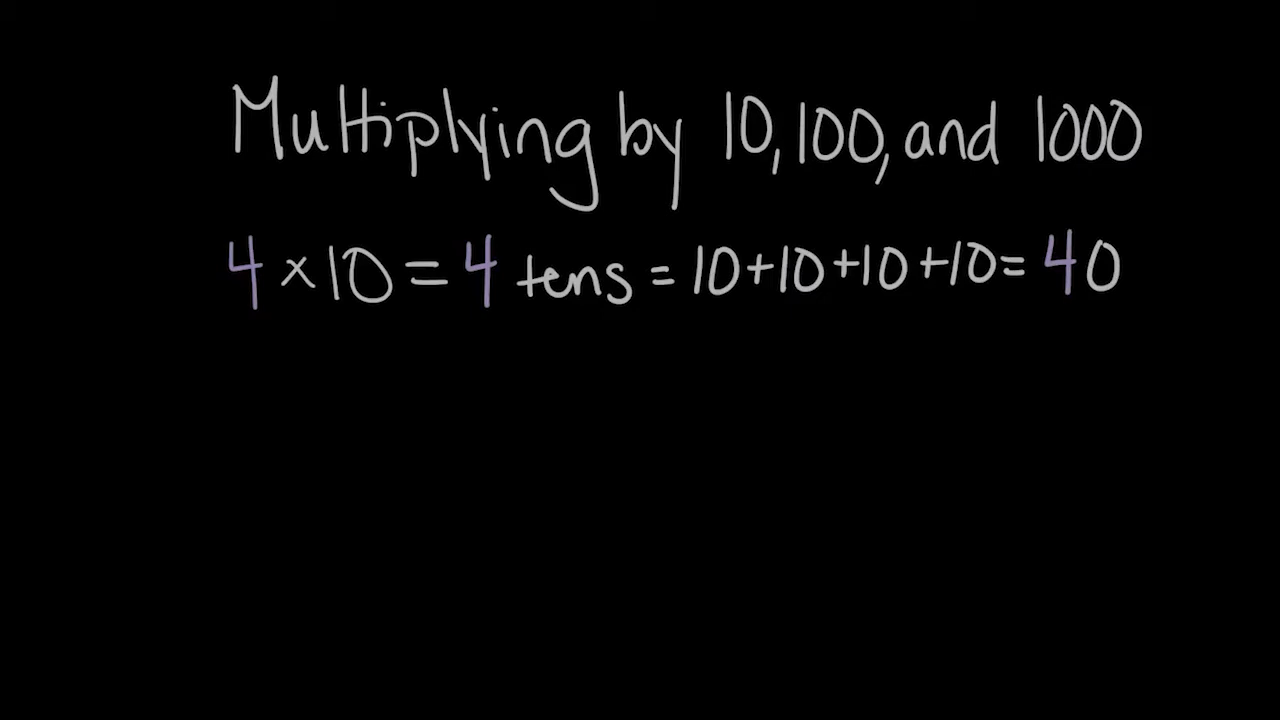 Multiplying by 10, 100, and 1000
4 × 10 = 4 tens = 10+10+10+10= 40